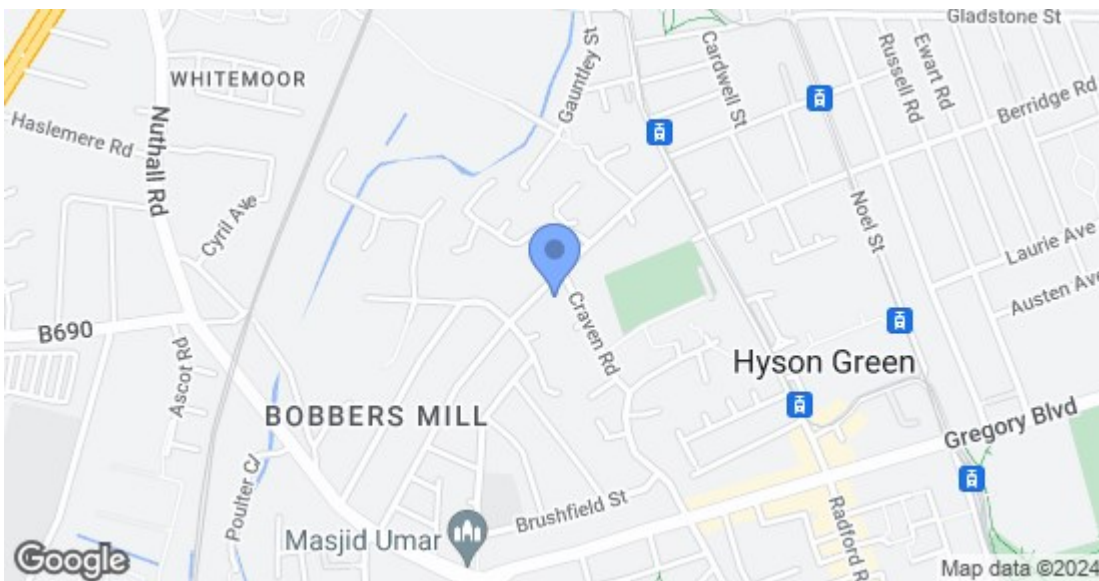 Gladstone St
WHITEMOOR
Gauntley St
Cardwell St
Russell Rd
Ewart Rd
Berridge Rd
Haslemere Rd
Nuthall Rd
Cyril Ave
Noel St
Laurie Ave
Austen Ave
B690
Ascot Rd
Craven Rd
Hyson Green
BOBBERS MILL
Gregory Blvd
Poulter Cl
Brushfield St
Masjid Umar
Radford R
Google
Map data ©2024